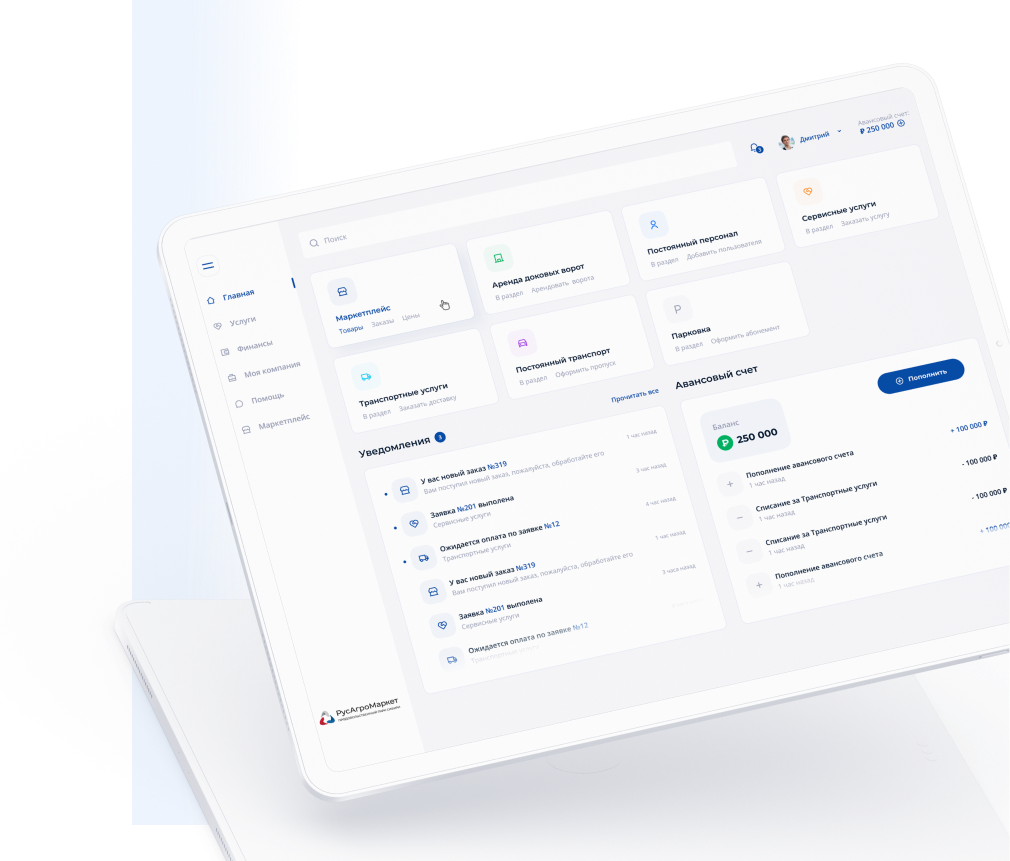 Авансовый счет:
₽ 250 000
Дмитрий
3
Поиск
Главная
Услуги
Финансы
Моя компания
Помощь
Маркетплейс
Маркетплейс
Товары Заказы Цены
Аренда доковых ворот
В раздел Арендовать ворота
Постоянный персонал
В раздел Добавить пользователя
Сервисные услуги
В раздел Заказать услугу
Транспортные услуги
В раздел Заказать доставку
Постоянный транспорт
В раздел Оформить пропуск
Парковка
В раздел Оформить абонемент
Уведомления 3
Прочитать все
У вас новый заказ №319
Вам поступил новый заказ, пожалуйста, обработайте его
1 час назад
Заявка №201 выполена
Сервисные услуги
3 час назад
Ожидается оплата по заявке №12
Транспортные услуги
4 час назад
У вас новый заказ №319
Вам поступил новый заказ, пожалуйста, обработайте его
1 час назад
Заявка №201 выполена
Сервисные услуги
3 часа назад
Ожидается оплата по заявке №12
Транспортные услуги
Авансовый счет
Пополнить
Баланс
₽ 250 000
Пополнение авансового счета
1 час назад
+ 100 000 ₽
Списание за Транспортные услуги
1 час назад
- 100 000 ₽
Списание за Транспортные услуги
1 час назад
- 100 000 ₽
Пополнение авансового счета
1 час назад
+ 100 000
РусАгроМаркет